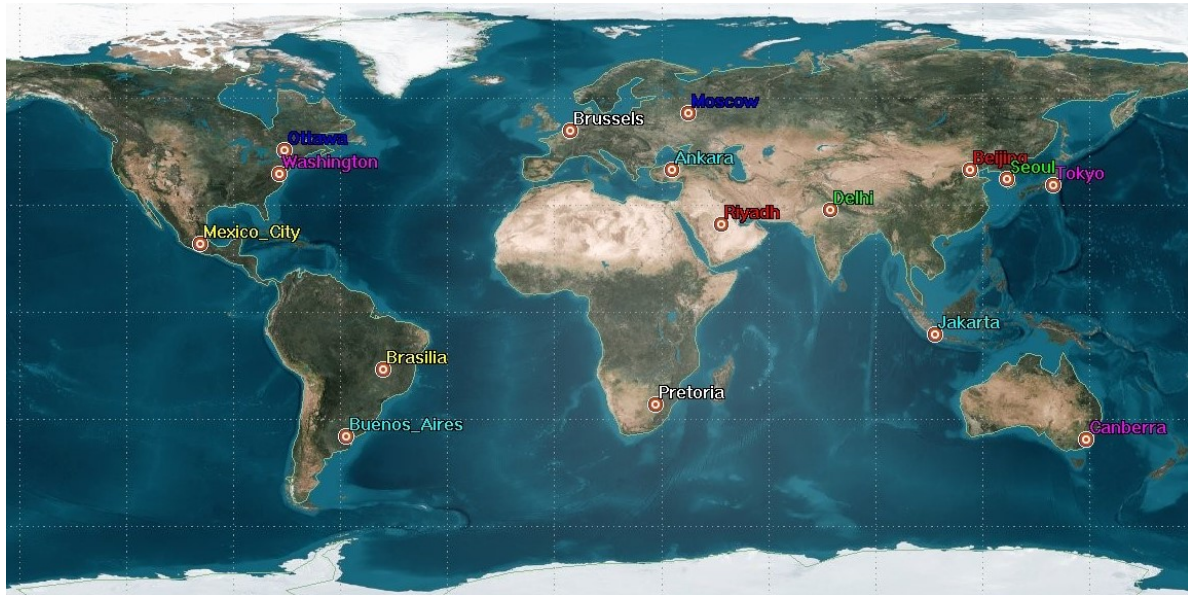 Moscow
Brussels
Ottawa
Washington
Ankara
Beijing
Seoul
Tokyo
Delhi
Riyadh
Mexico_City
Jakarta
Brasilia
Pretoria
Buenos_Aires
Canberra